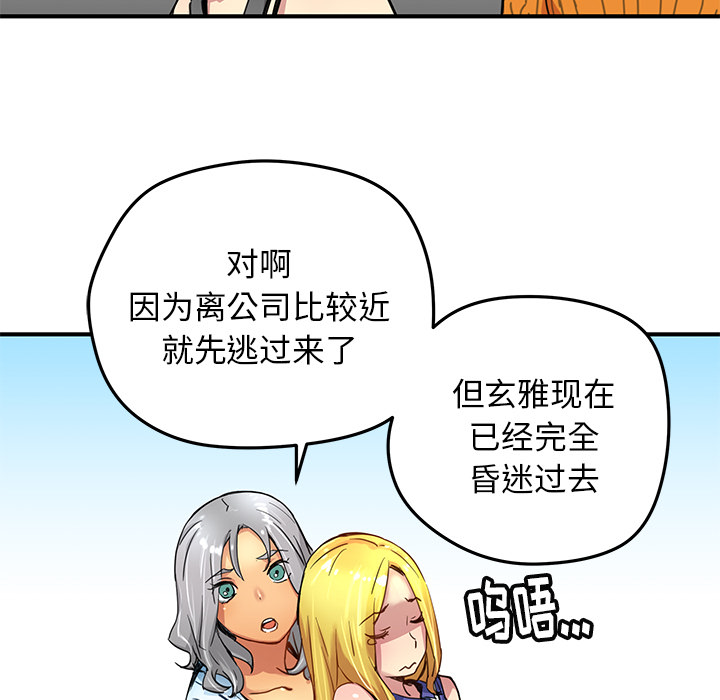 对啊
因为离公司比较近
就先逃过来了
但玄雅现在
已经完全
昏迷过去
呜唔...